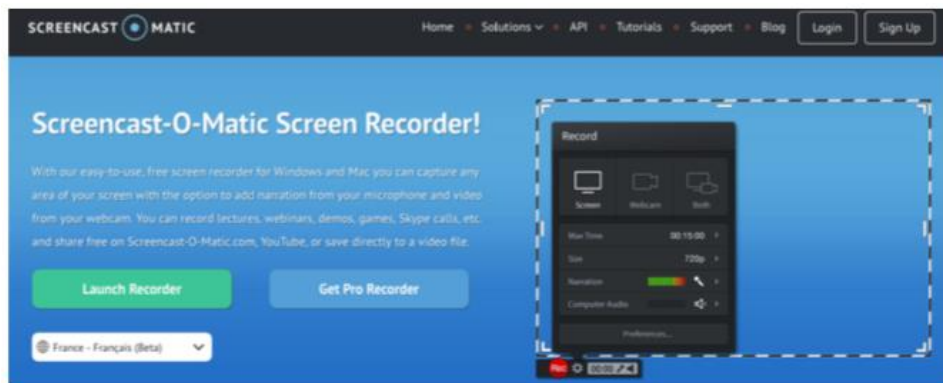 SCREENCAST O MATIC
Home Solutions API Tutorials Support Blog Login Sign Up
Screencast-O-Matic Screen Recorder!
With our easy-to-use, free screen recorder for Windows and Mac you can capture any
area of your screen with the option to add narration from your microphone and video
from your webcam. You can record lectures, webinars, demos, games, Skype calls, etc.
and share free on Screencast-O-Matic.com, YouTube, or save directly to a video file.
Launch Recorder Get Pro Recorder
France - Français (Beta)
Record
Screen Webcam Both
Max Time 00:15:00
Size 720p
Narration
Computer Audio
Preferences...
Rec 00:00